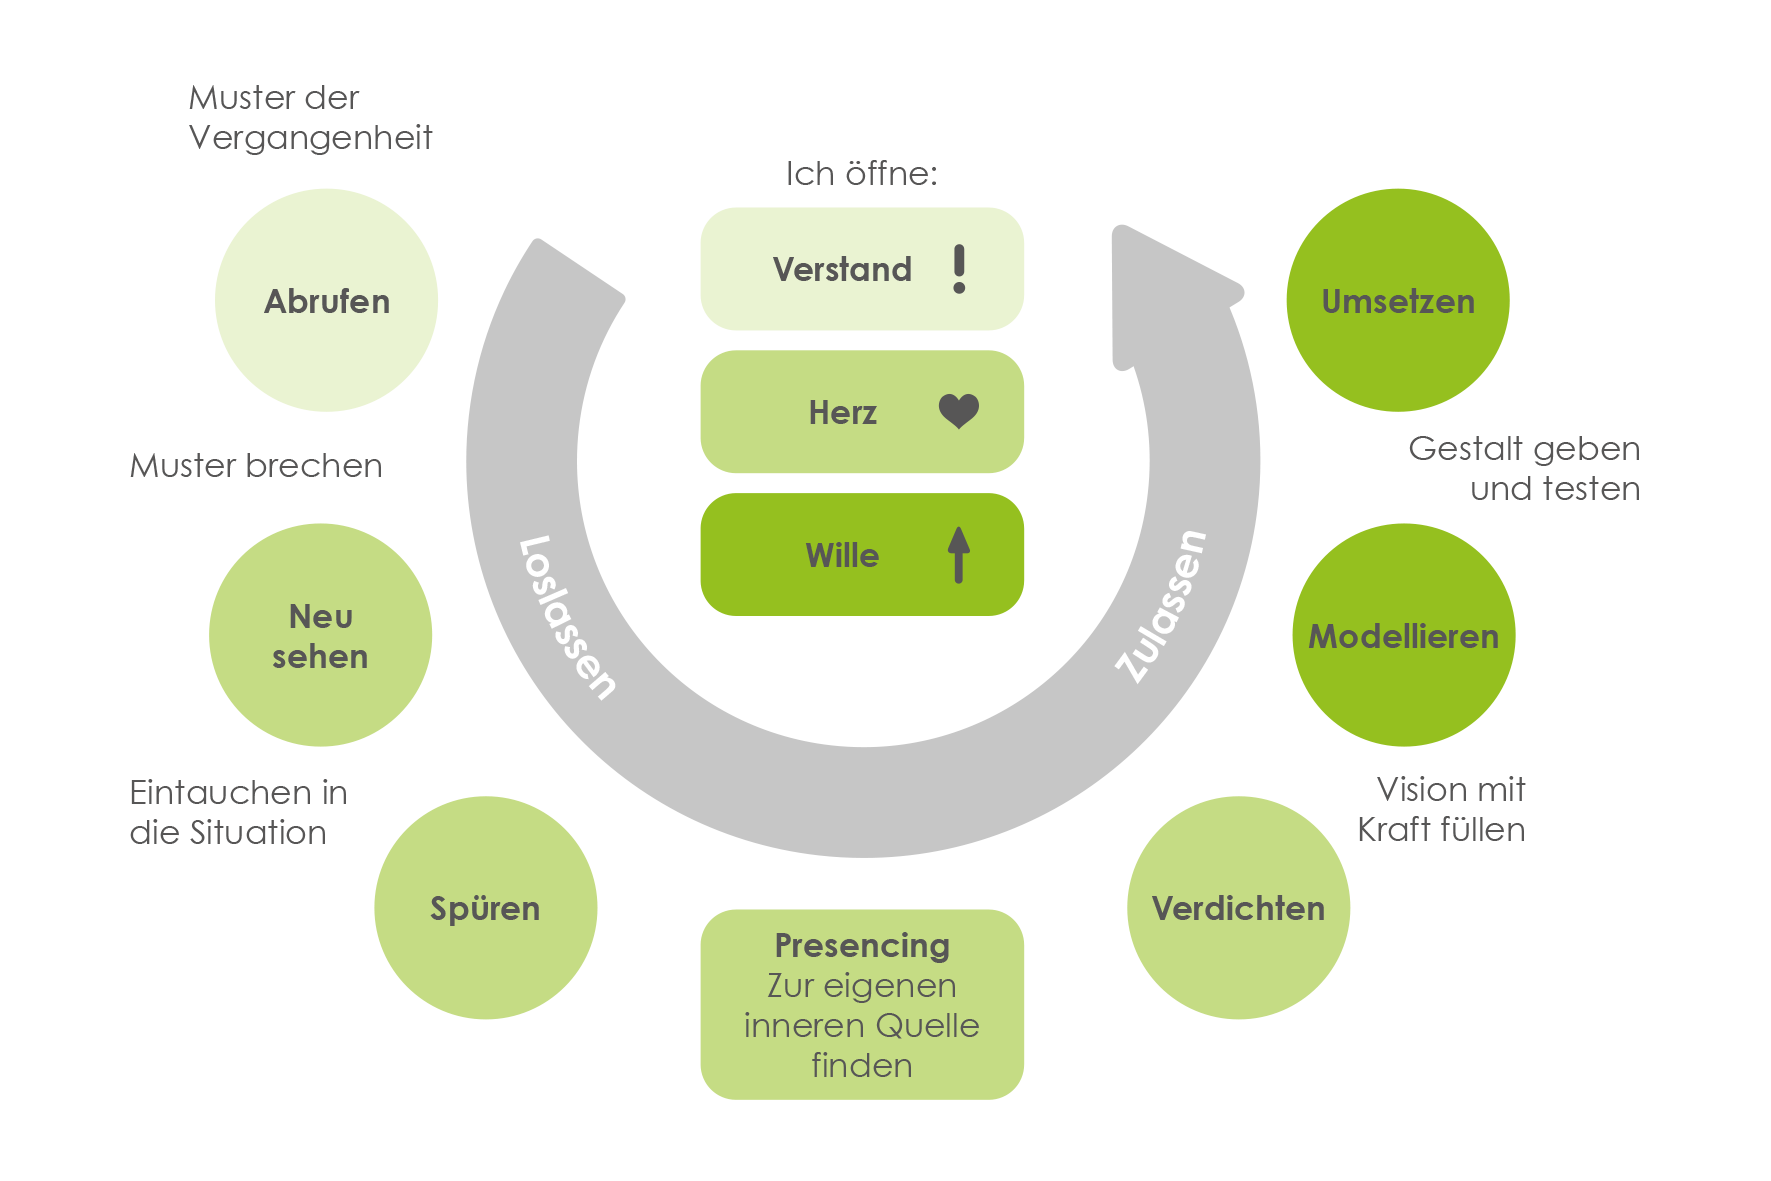 Muster der
Vergangenheit
Abrufen
Muster brechen
Neu
sehen
Eintauchen in
die Situation
Spüren
Loslassen
Ich öffne:
Verstand
Herz
Wille
Presencing
Zur eigenen
inneren Quelle
finden
Zulassen
Verdichten
Vision mit
Kraft füllen
Modellieren
Gestalt geben
und testen
Umsetzen